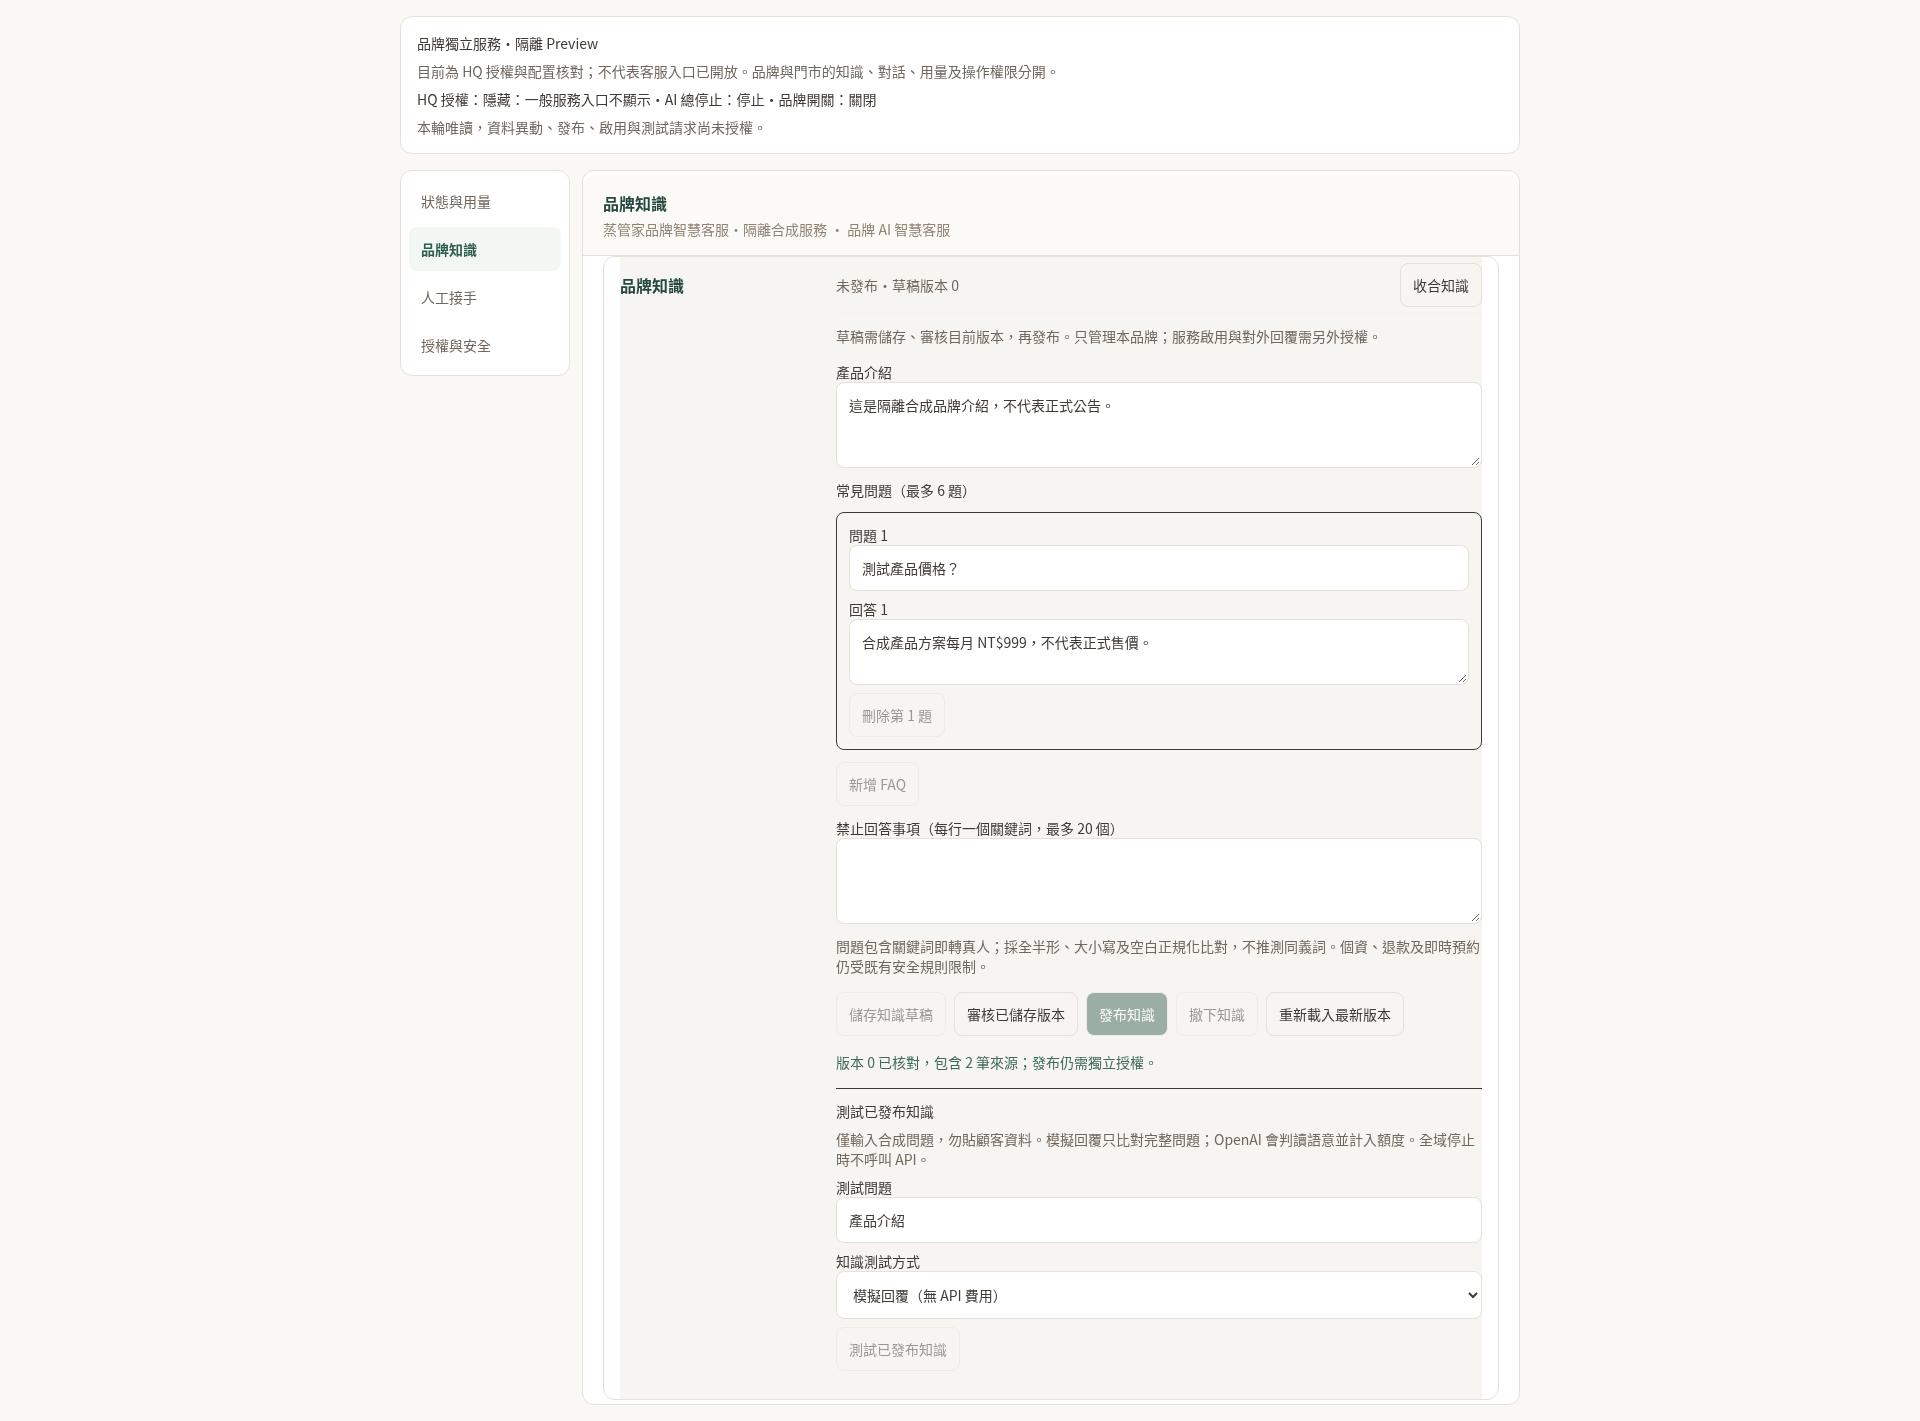 品牌獨立服務・隔離 Preview
目前為 HQ 授權與配置核對；不代表客服入口已開放。品牌與門市的知識、對話、用量及操作權限分開。
HQ 授權：隱藏：一般服務入口不顯示・AI 總停止：停止・品牌開關：關閉
本輪唯讀，資料異動、發布、啟用與測試請求尚未授權。
狀態與用量
品牌知識
人工接手
授權與安全
品牌知識
蒸管家品牌智慧客服・隔離合成服務 ・ 品牌 AI 智慧客服
品牌知識
未發布・草稿版本 0
收合知識
草稿需儲存、審核目前版本，再發布。只管理本品牌；服務啟用與對外回覆需另外授權。
產品介紹
這是隔離合成品牌介紹，不代表正式公告。
常見問題（最多 6 題）
問題 1
測試產品價格？
回答 1
合成產品方案每月 NT$999，不代表正式售價。
刪除第 1 題
新增 FAQ
禁止回答事項（每行一個關鍵詞，最多 20 個）
問題包含關鍵詞即轉真人；採全半形、大小寫及空白正規化比對，不推測同義詞。個資、退款及即時預約
仍受既有安全規則限制。
儲存知識草稿
審核已儲存版本
發布知識
撤下知識
重新載入最新版本
版本 0 已核對，包含 2 筆來源；發布仍需獨立授權。
測試已發布知識
僅輸入合成問題，勿貼顧客資料。模擬回覆只比對完整問題；OpenAI 會判讀語意並計入額度。全域停止
時不呼叫 API。
測試問題
產品介紹
知識測試方式
模擬回覆（無 API 費用）
測試已發布知識